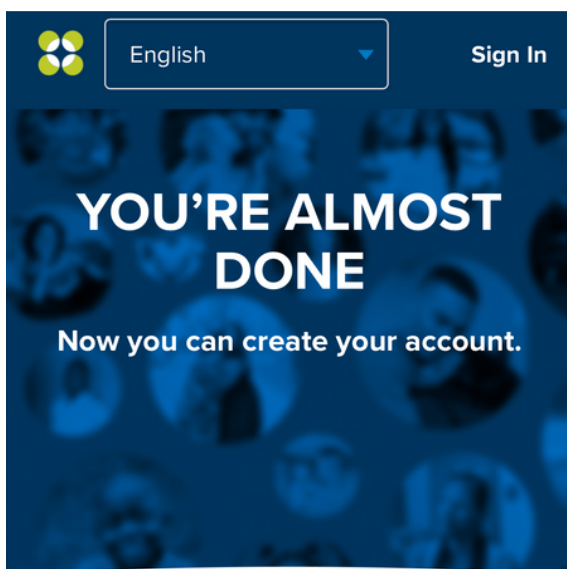 English
Sign In
YOU’RE ALMOST
DONE
Now you can create your account.